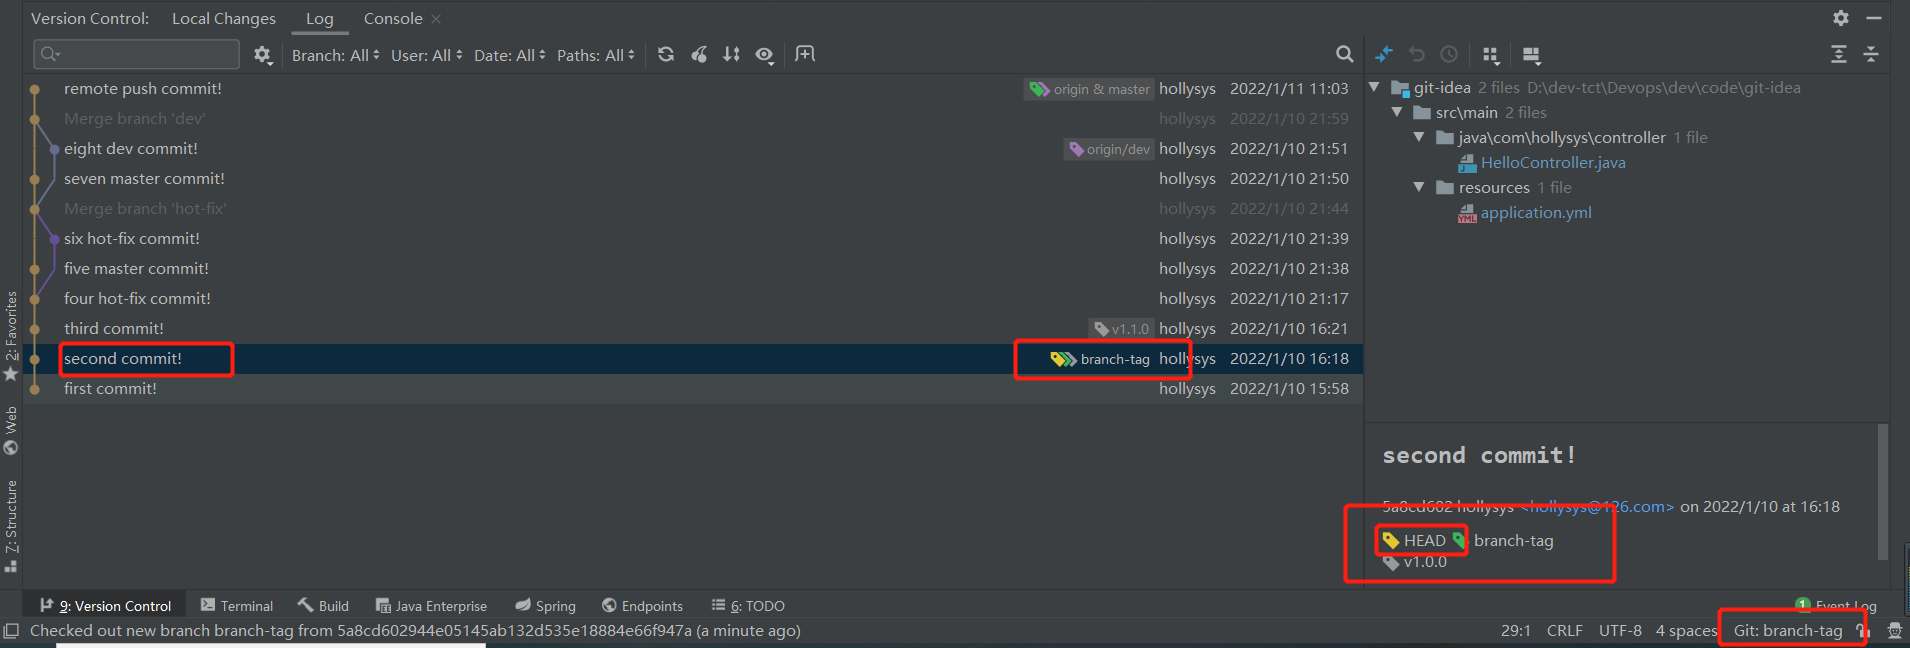 Version Control: Local Changes Log Console
Branch: All User: All Date: All Paths: All
remote push commit! origin & master hollysys 2022/1/11 11:03
Merge branch 'dev' hollysys 2022/1/10 21:59
eight dev commit! origin/dev hollysys 2022/1/10 21:51
seven master commit! hollysys 2022/1/10 21:50
Merge branch 'hot-fix' hollysys 2022/1/10 21:44
six hot-fix commit! hollysys 2022/1/10 21:39
five master commit! hollysys 2022/1/10 21:38
four hot-fix commit! hollysys 2022/1/10 21:17
third commit! v1.1.0 hollysys 2022/1/10 16:21
second commit! branch-tag hollysys 2022/1/10 16:18
first commit! hollysys 2022/1/10 15:58
git-idea 2 files D:\dev-tct\Devops\dev\code\git-idea
src\main 2 files
java\com\hollysys\controller 1 file
HelloController.java
resources 1 file
application.yml
second commit!
5a8cd602 hollysys <hollysys@126.com> on 2022/1/10 at 16:18
HEAD branch-tag
v1.0.0
2: Favorites
Web
7: Structure
9: Version Control Terminal Build Java Enterprise Spring Endpoints 6: TODO
1 Event Log
Checked out new branch branch-tag from 5a8cd602944e05145ab132d535e18884e66f947a (a minute ago)
29:1 CRLF UTF-8 4 spaces Git: branch-tag